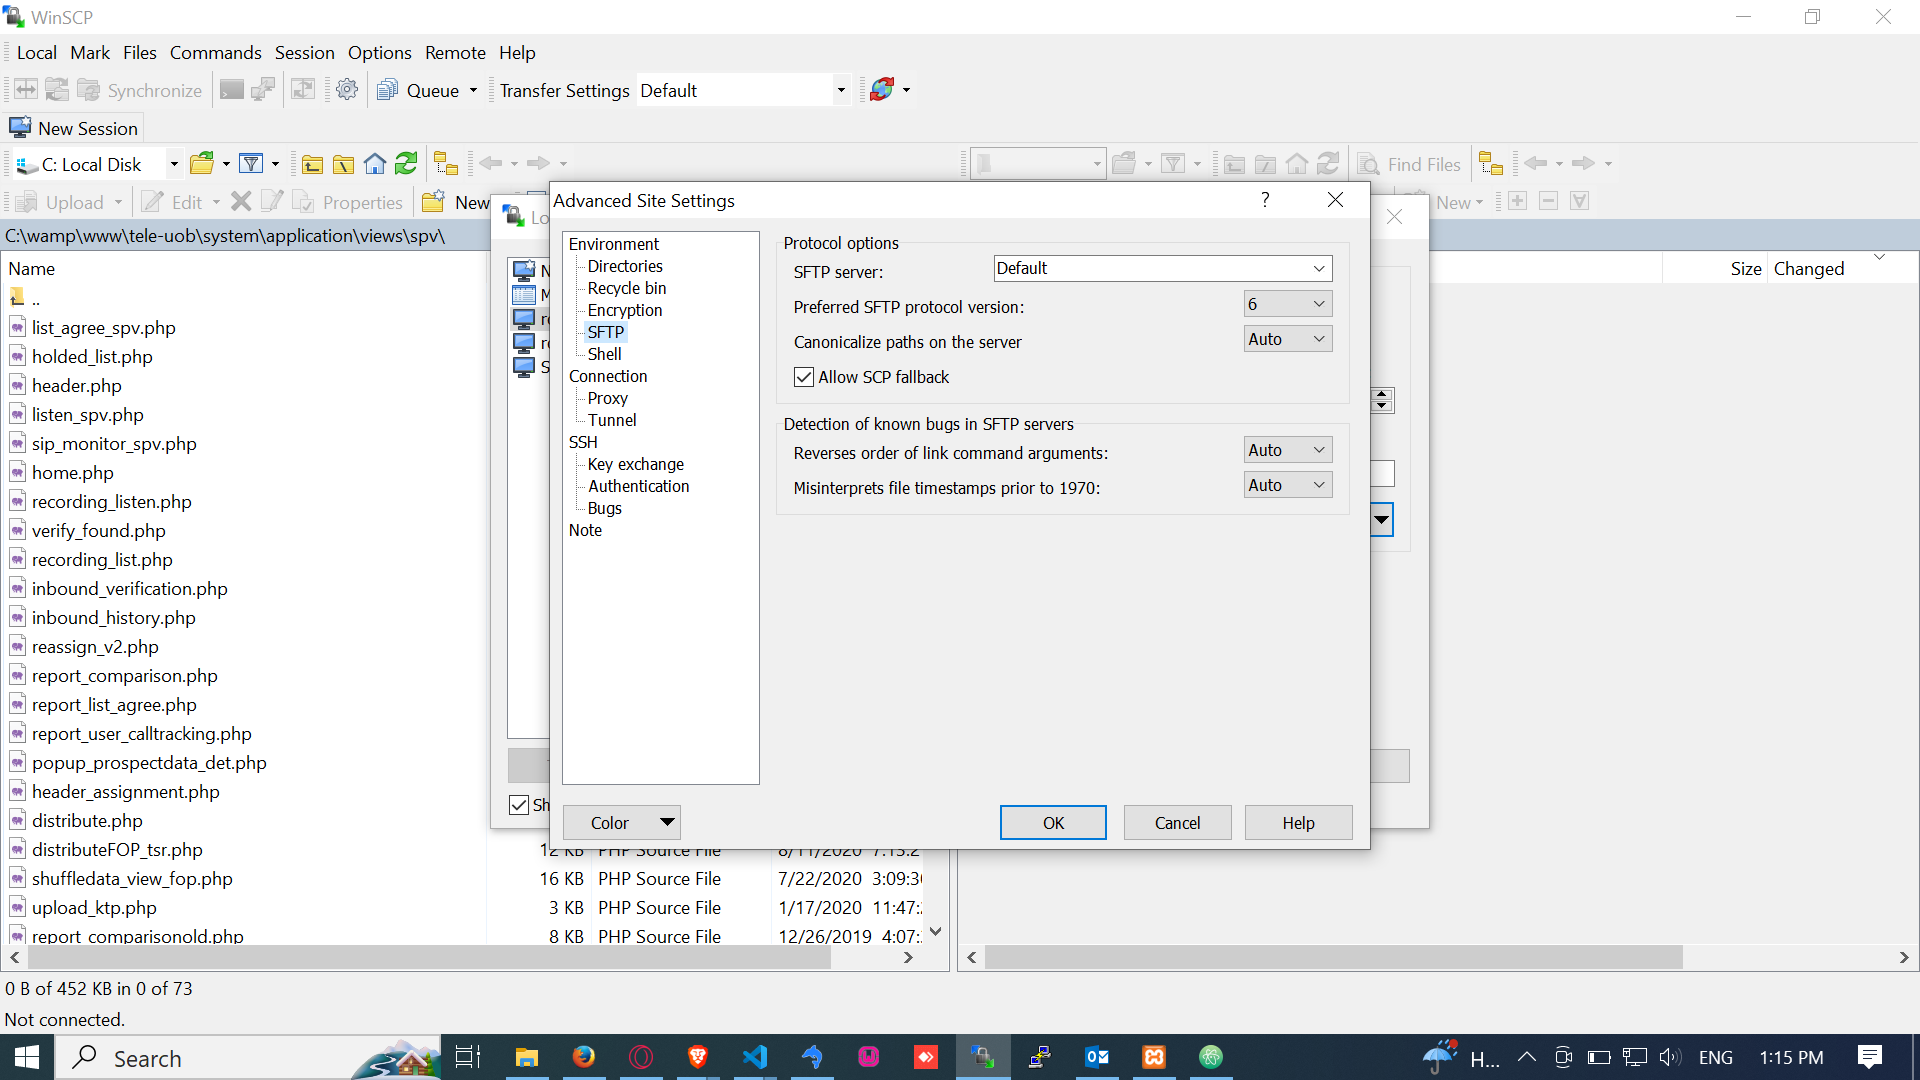 WinSCP
Local Mark Files Commands Session Options Remote Help
Synchronize Queue Transfer Settings Default
New Session
C: Local Disk Find Files
Upload Edit Properties New New
C:\wamp\www\tele-uob\system\application\views\spv\
Name Size Changed
..
list_agree_spv.php
holded_list.php
header.php
listen_spv.php
sip_monitor_spv.php
home.php
recording_listen.php
verify_found.php
recording_list.php
inbound_verification.php
inbound_history.php
reassign_v2.php
report_comparison.php
report_list_agree.php
report_user_calltracking.php
popup_prospectdata_det.php
header_assignment.php
distribute.php
distributeFOP_tsr.php 12 KB PHP Source File 8/11/2020 7:15:2
shuffledata_view_fop.php 16 KB PHP Source File 7/22/2020 3:09:30
upload_ktp.php 3 KB PHP Source File 1/17/2020 11:47:
report_comparisonold.php 8 KB PHP Source File 12/26/2019 4:07:
Lo
N
M
r
r
S
Sh
Advanced Site Settings ?
Environment
Directories
Recycle bin
Encryption
SFTP
Shell
Connection
Proxy
Tunnel
SSH
Key exchange
Authentication
Bugs
Note
Protocol options
SFTP server: Default
Preferred SFTP protocol version: 6
Canonicalize paths on the server Auto
Allow SCP fallback
Detection of known bugs in SFTP servers
Reverses order of link command arguments: Auto
Misinterprets file timestamps prior to 1970: Auto
Color OK Cancel Help
0 B of 452 KB in 0 of 73
Not connected.
Search H... ENG 1:15 PM